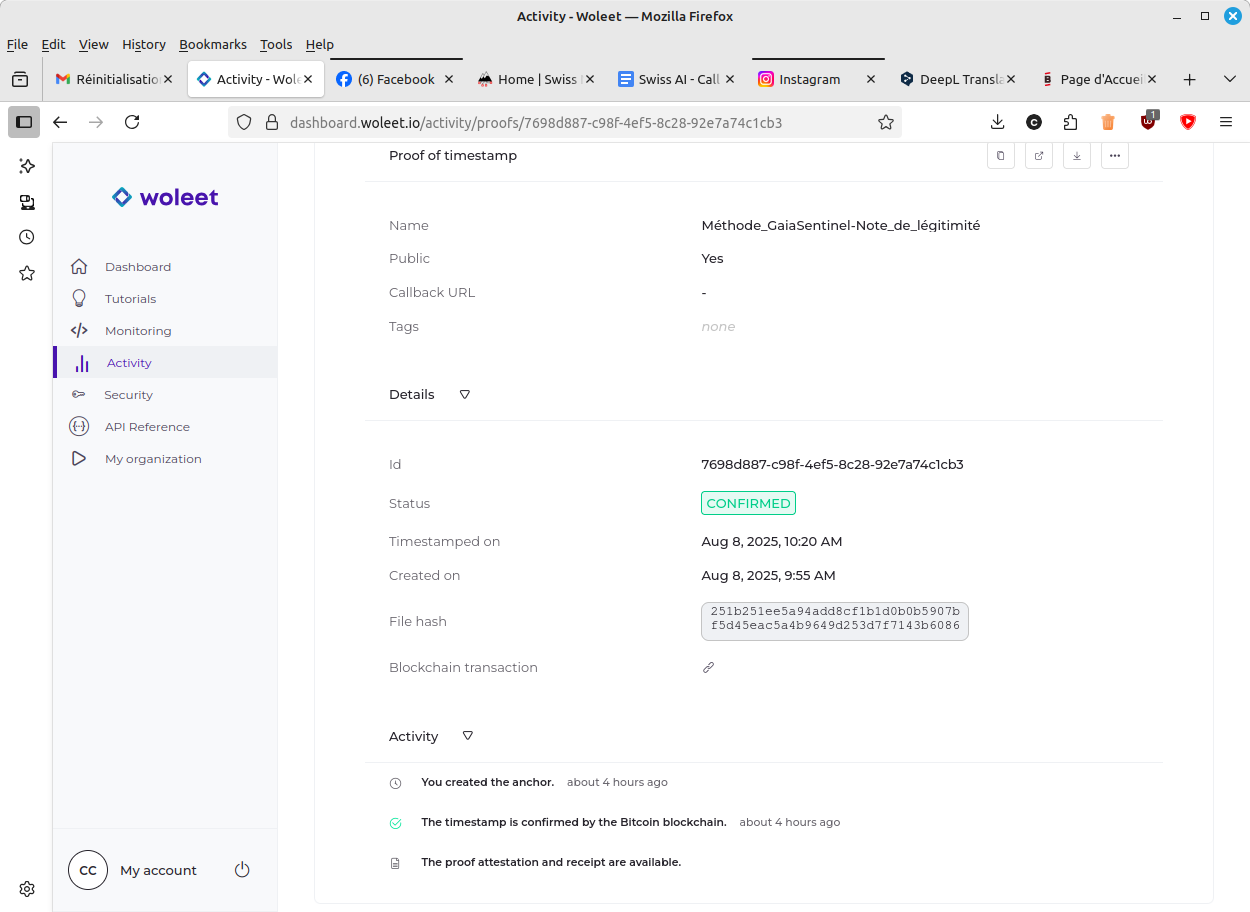 Activity - Woleet — Mozilla Firefox
File Edit View History Bookmarks Tools Help
Réinitialisatio
Activity - Wole
(6) Facebook
Home | Swiss
Swiss AI - Call
Instagram
DeepL Transla
Page d'Accuei
dashboard.woleet.io/activity/proofs/7698d887-c98f-4ef5-8c28-92e7a74c1cb3
C
1
woleet
Dashboard
Tutorials
Monitoring
Activity
Security
API Reference
My organization
CC My account
Proof of timestamp
Name Méthode_GaiaSentinel-Note_de_légitimité
Public Yes
Callback URL -
Tags none
Details
Id 7698d887-c98f-4ef5-8c28-92e7a74c1cb3
Status CONFIRMED
Timestamped on Aug 8, 2025, 10:20 AM
Created on Aug 8, 2025, 9:55 AM
File hash 251b251ee5a94add8cf1b1d0b0b5907b
f5d45eac5a4b9649d253d7f7143b6086
Blockchain transaction
Activity
You created the anchor. about 4 hours ago
The timestamp is confirmed by the Bitcoin blockchain. about 4 hours ago
The proof attestation and receipt are available.